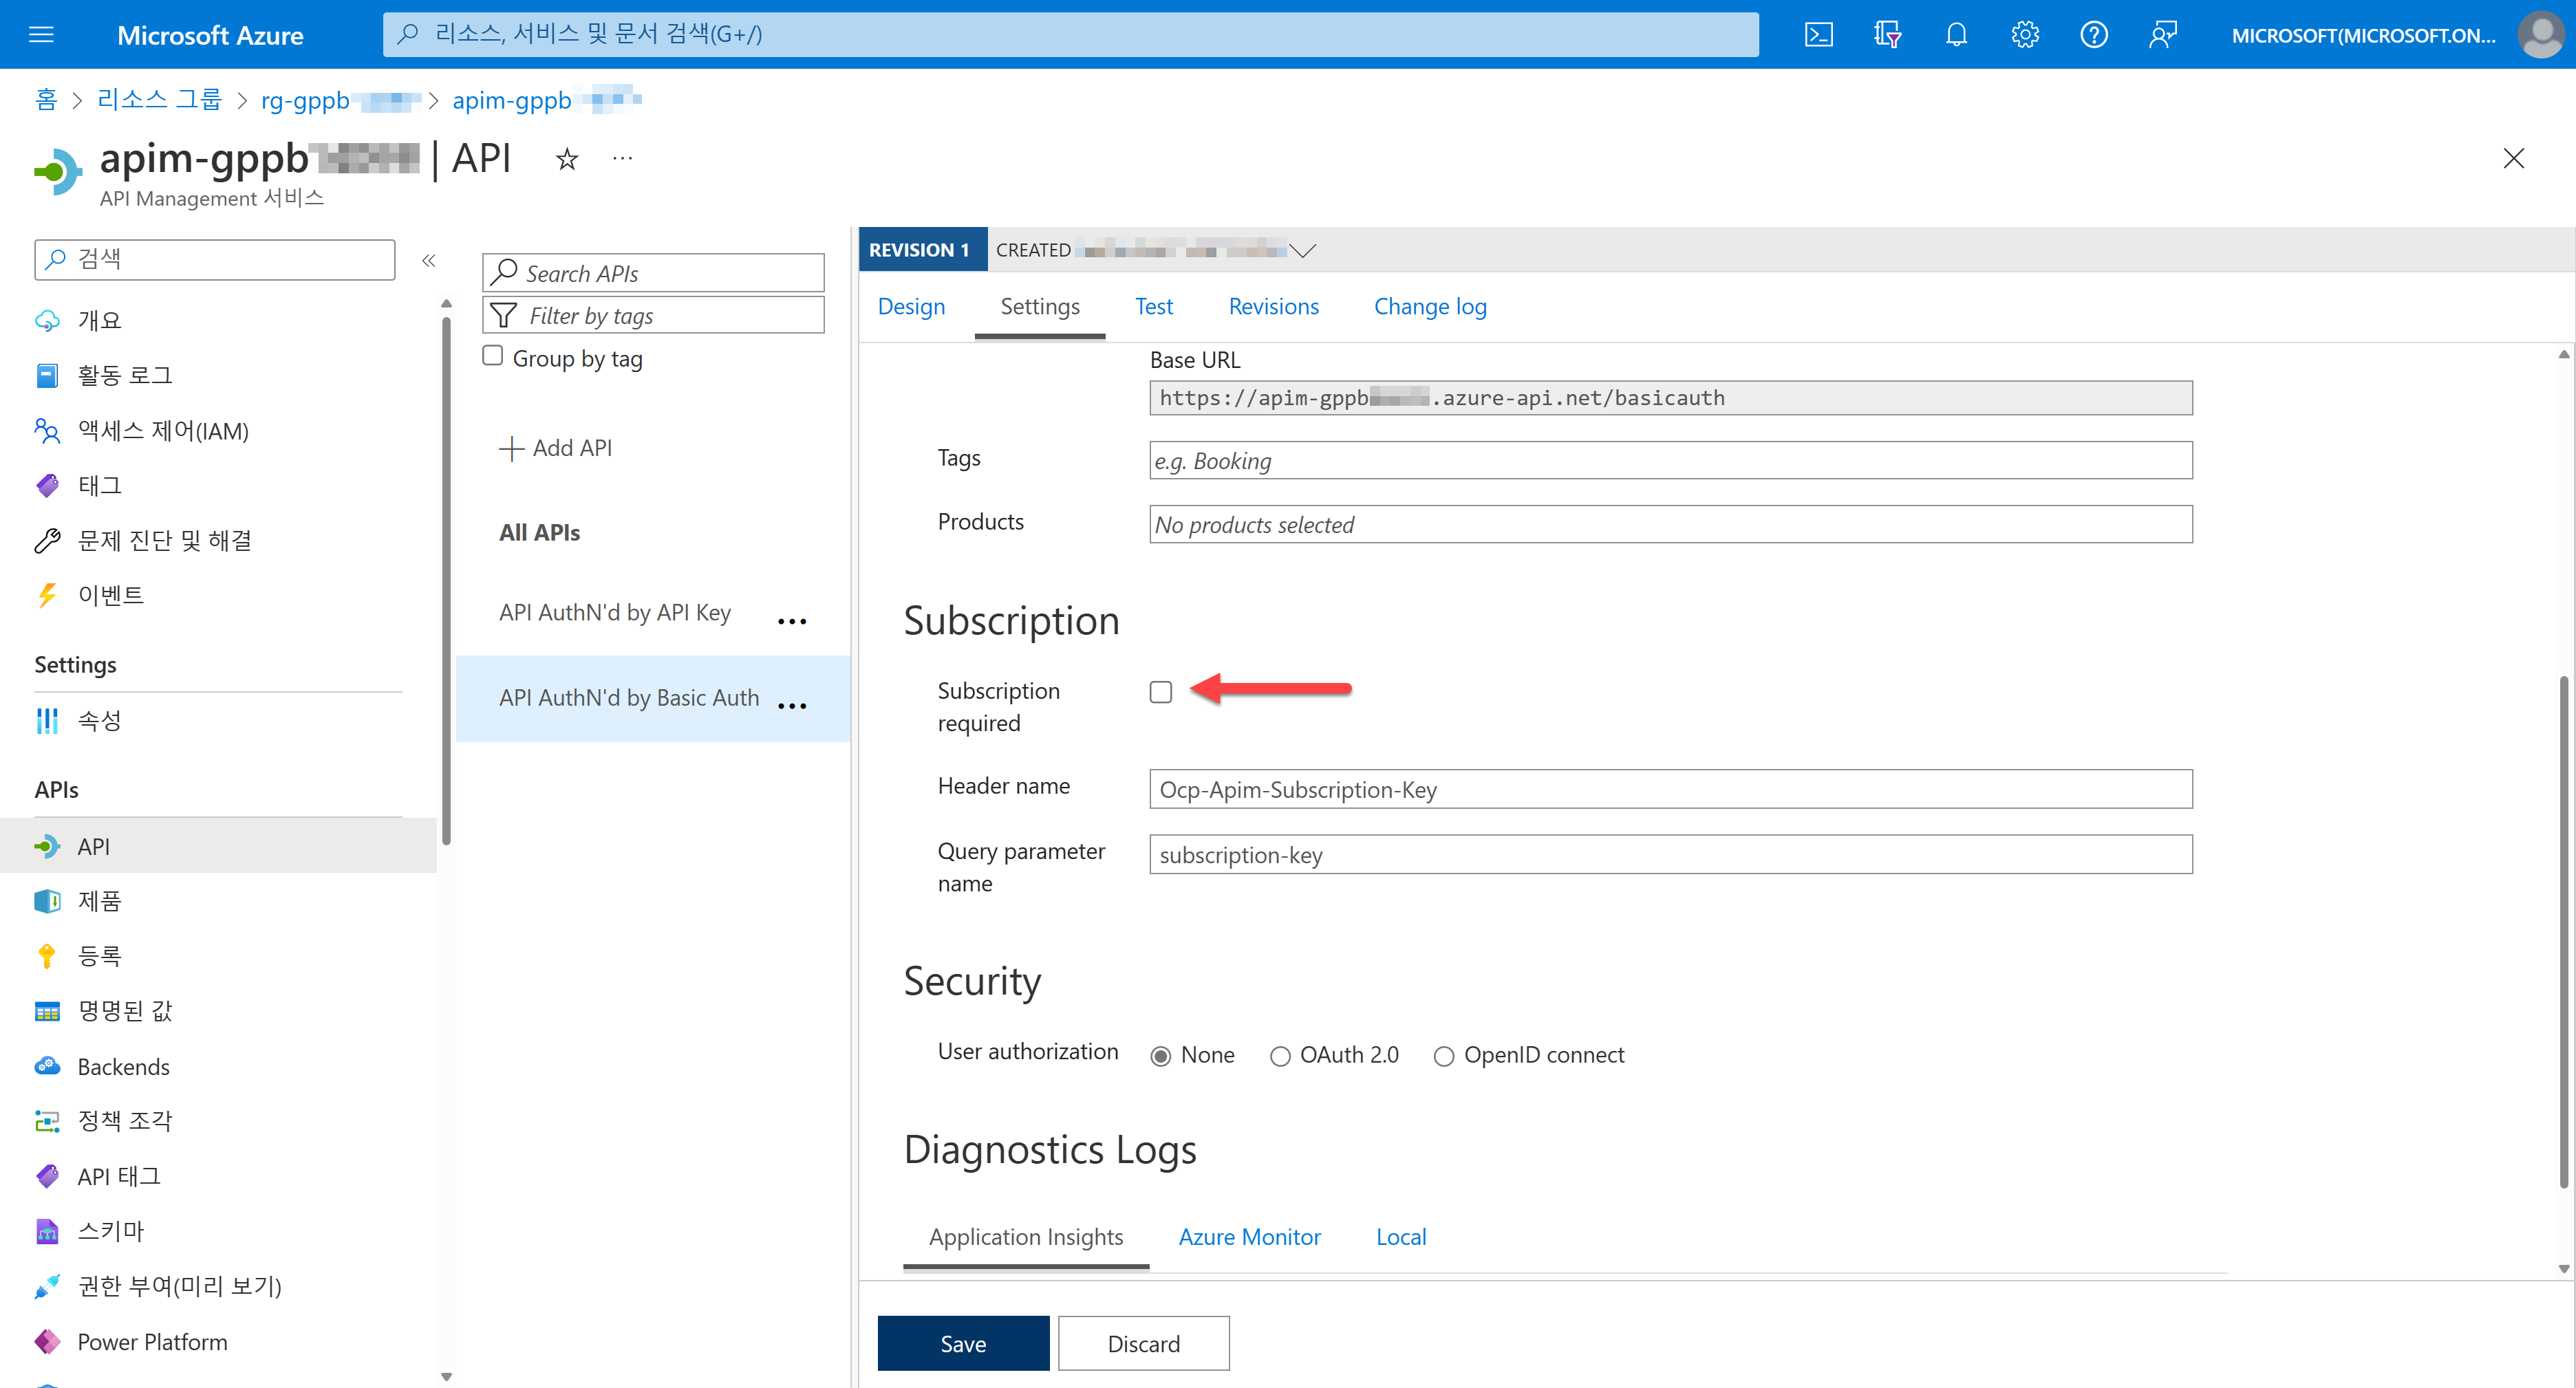 Microsoft Azure
리소스, 서비스 및 문서 검색(G+/)
MICROSOFT(MICROSOFT.ON...
홈 > 리소스 그룹 > rg-gppb > apim-gppb
apim-gppb | API
API Management 서비스
검색
개요
활동 로그
액세스 제어(IAM)
태그
문제 진단 및 해결
이벤트
Settings
속성
APIs
API
제품
등록
명명된 값
Backends
정책 조각
API 태그
스키마
권한 부여(미리 보기)
Power Platform
Search APIs
Filter by tags
Group by tag
Add API
All APIs
API AuthN'd by API Key
API AuthN'd by Basic Auth
REVISION 1 CREATED
Design Settings Test Revisions Change log
Base URL
https://apim-gppb .azure-api.net/basicauth
Tags e.g. Booking
Products No products selected
Subscription
Subscription
required
Header name Ocp-Apim-Subscription-Key
Query parameter
name
subscription-key
Security
User authorization None OAuth 2.0 OpenID connect
Diagnostics Logs
Application Insights Azure Monitor Local
Save Discard